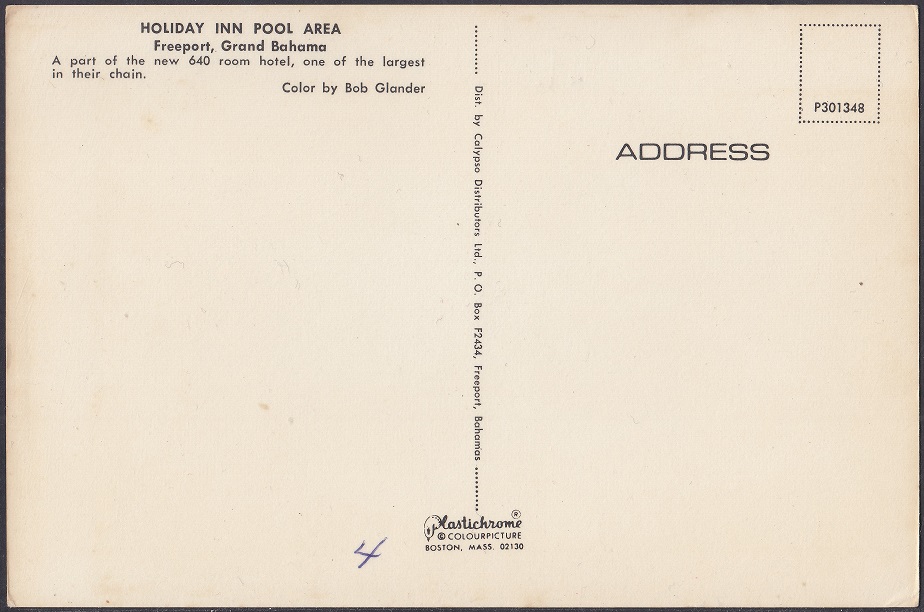 HOLIDAY INN POOL AREA
Freeport, Grand Bahama
A part of the new 640 room hotel, one of the largest
in their chain.
Color by Bob Glander
Dist. by Calypso Distributors Ltd., P. O. Box F2434, Freeport, Bahamas
P301348
ADDRESS
Plastichrome ®
© COLOURPICTURE
BOSTON, MASS. 02130
4